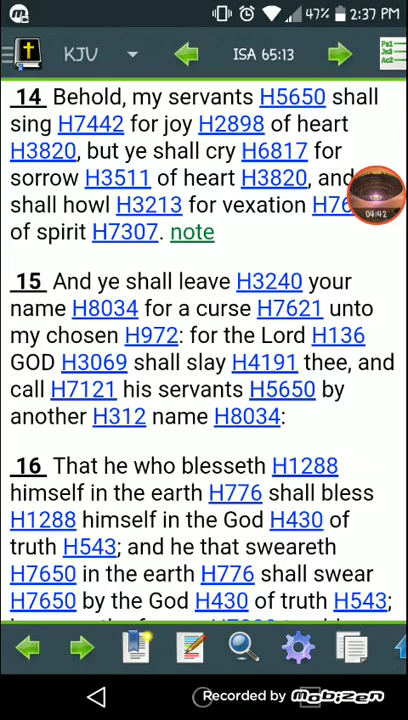 47% 2:37 PM
KJV ISA 65:13
Ps1
Je3
Ac2
14 Behold, my servants H5650 shall
sing H7442 for joy H2898 of heart
H3820, but ye shall cry H6817 for
sorrow H3511 of heart H3820, and
shall howl H3213 for vexation H76
of spirit H7307. note
04:42
15 And ye shall leave H3240 your
name H8034 for a curse H7621 unto
my chosen H972: for the Lord H136
GOD H3069 shall slay H4191 thee, and
call H7121 his servants H5650 by
another H312 name H8034:
16 That he who blesseth H1288
himself in the earth H776 shall bless
H1288 himself in the God H430 of
truth H543; and he that sweareth
H7650 in the earth H776 shall swear
H7650 by the God H430 of truth H543;
Recorded by mobizen